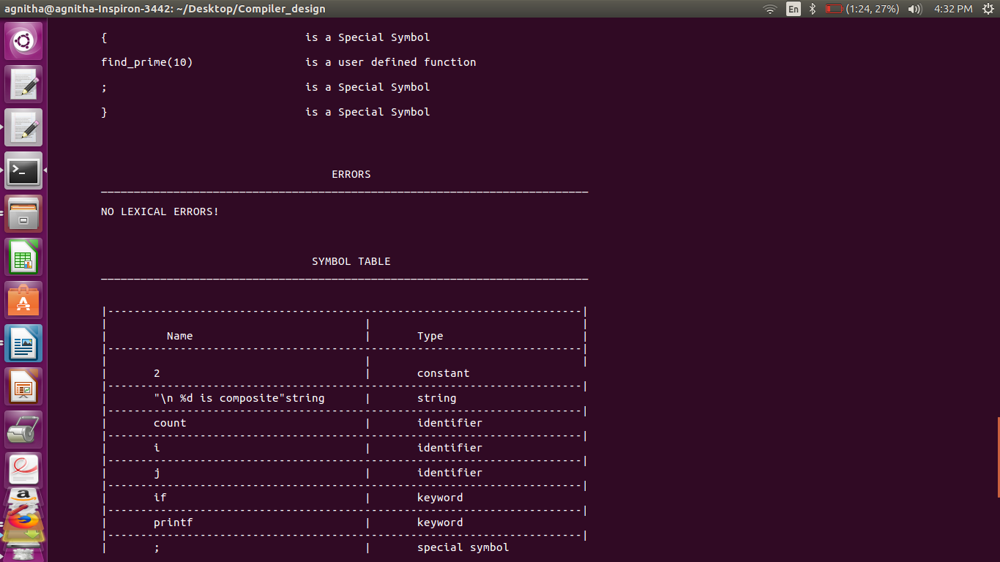 agnitha@agnitha-Inspiron-3442: ~/Desktop/Compiler_design En (1:24, 27%) 4:32 PM
{ is a Special Symbol
find_prime(10) is a user defined function
; is a Special Symbol
} is a Special Symbol
ERRORS
NO LEXICAL ERRORS!
SYMBOL TABLE
Name | Type
2 | constant
"\n %d is composite"string | string
count | identifier
i | identifier
j | identifier
if | keyword
printf | keyword
; | special symbol